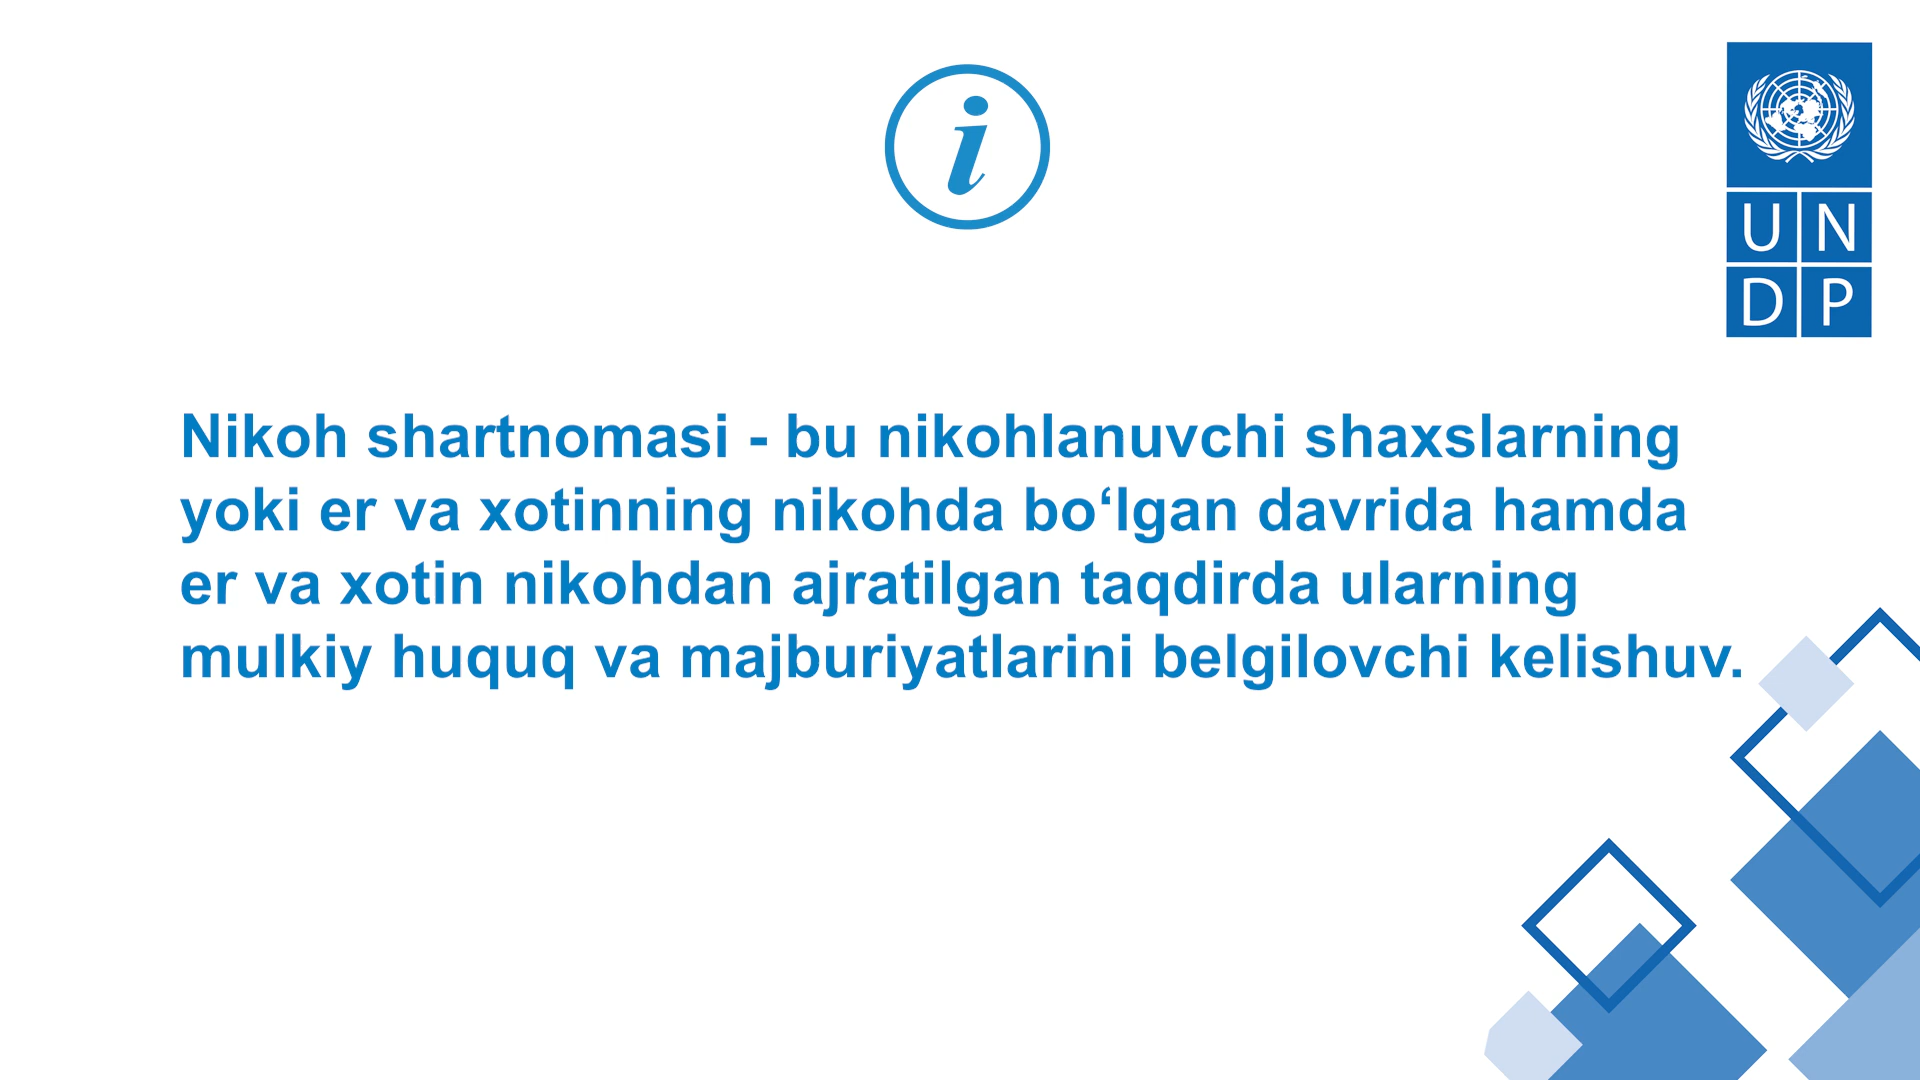 i
U N
D P
Nikoh shartnomasi - bu nikohlanuvchi shaxslarning
yoki er va xotinning nikohda bo‘lgan davrida hamda
er va xotin nikohdan ajratilgan taqdirda ularning
mulkiy huquq va majburiyatlarini belgilovchi kelishuv.